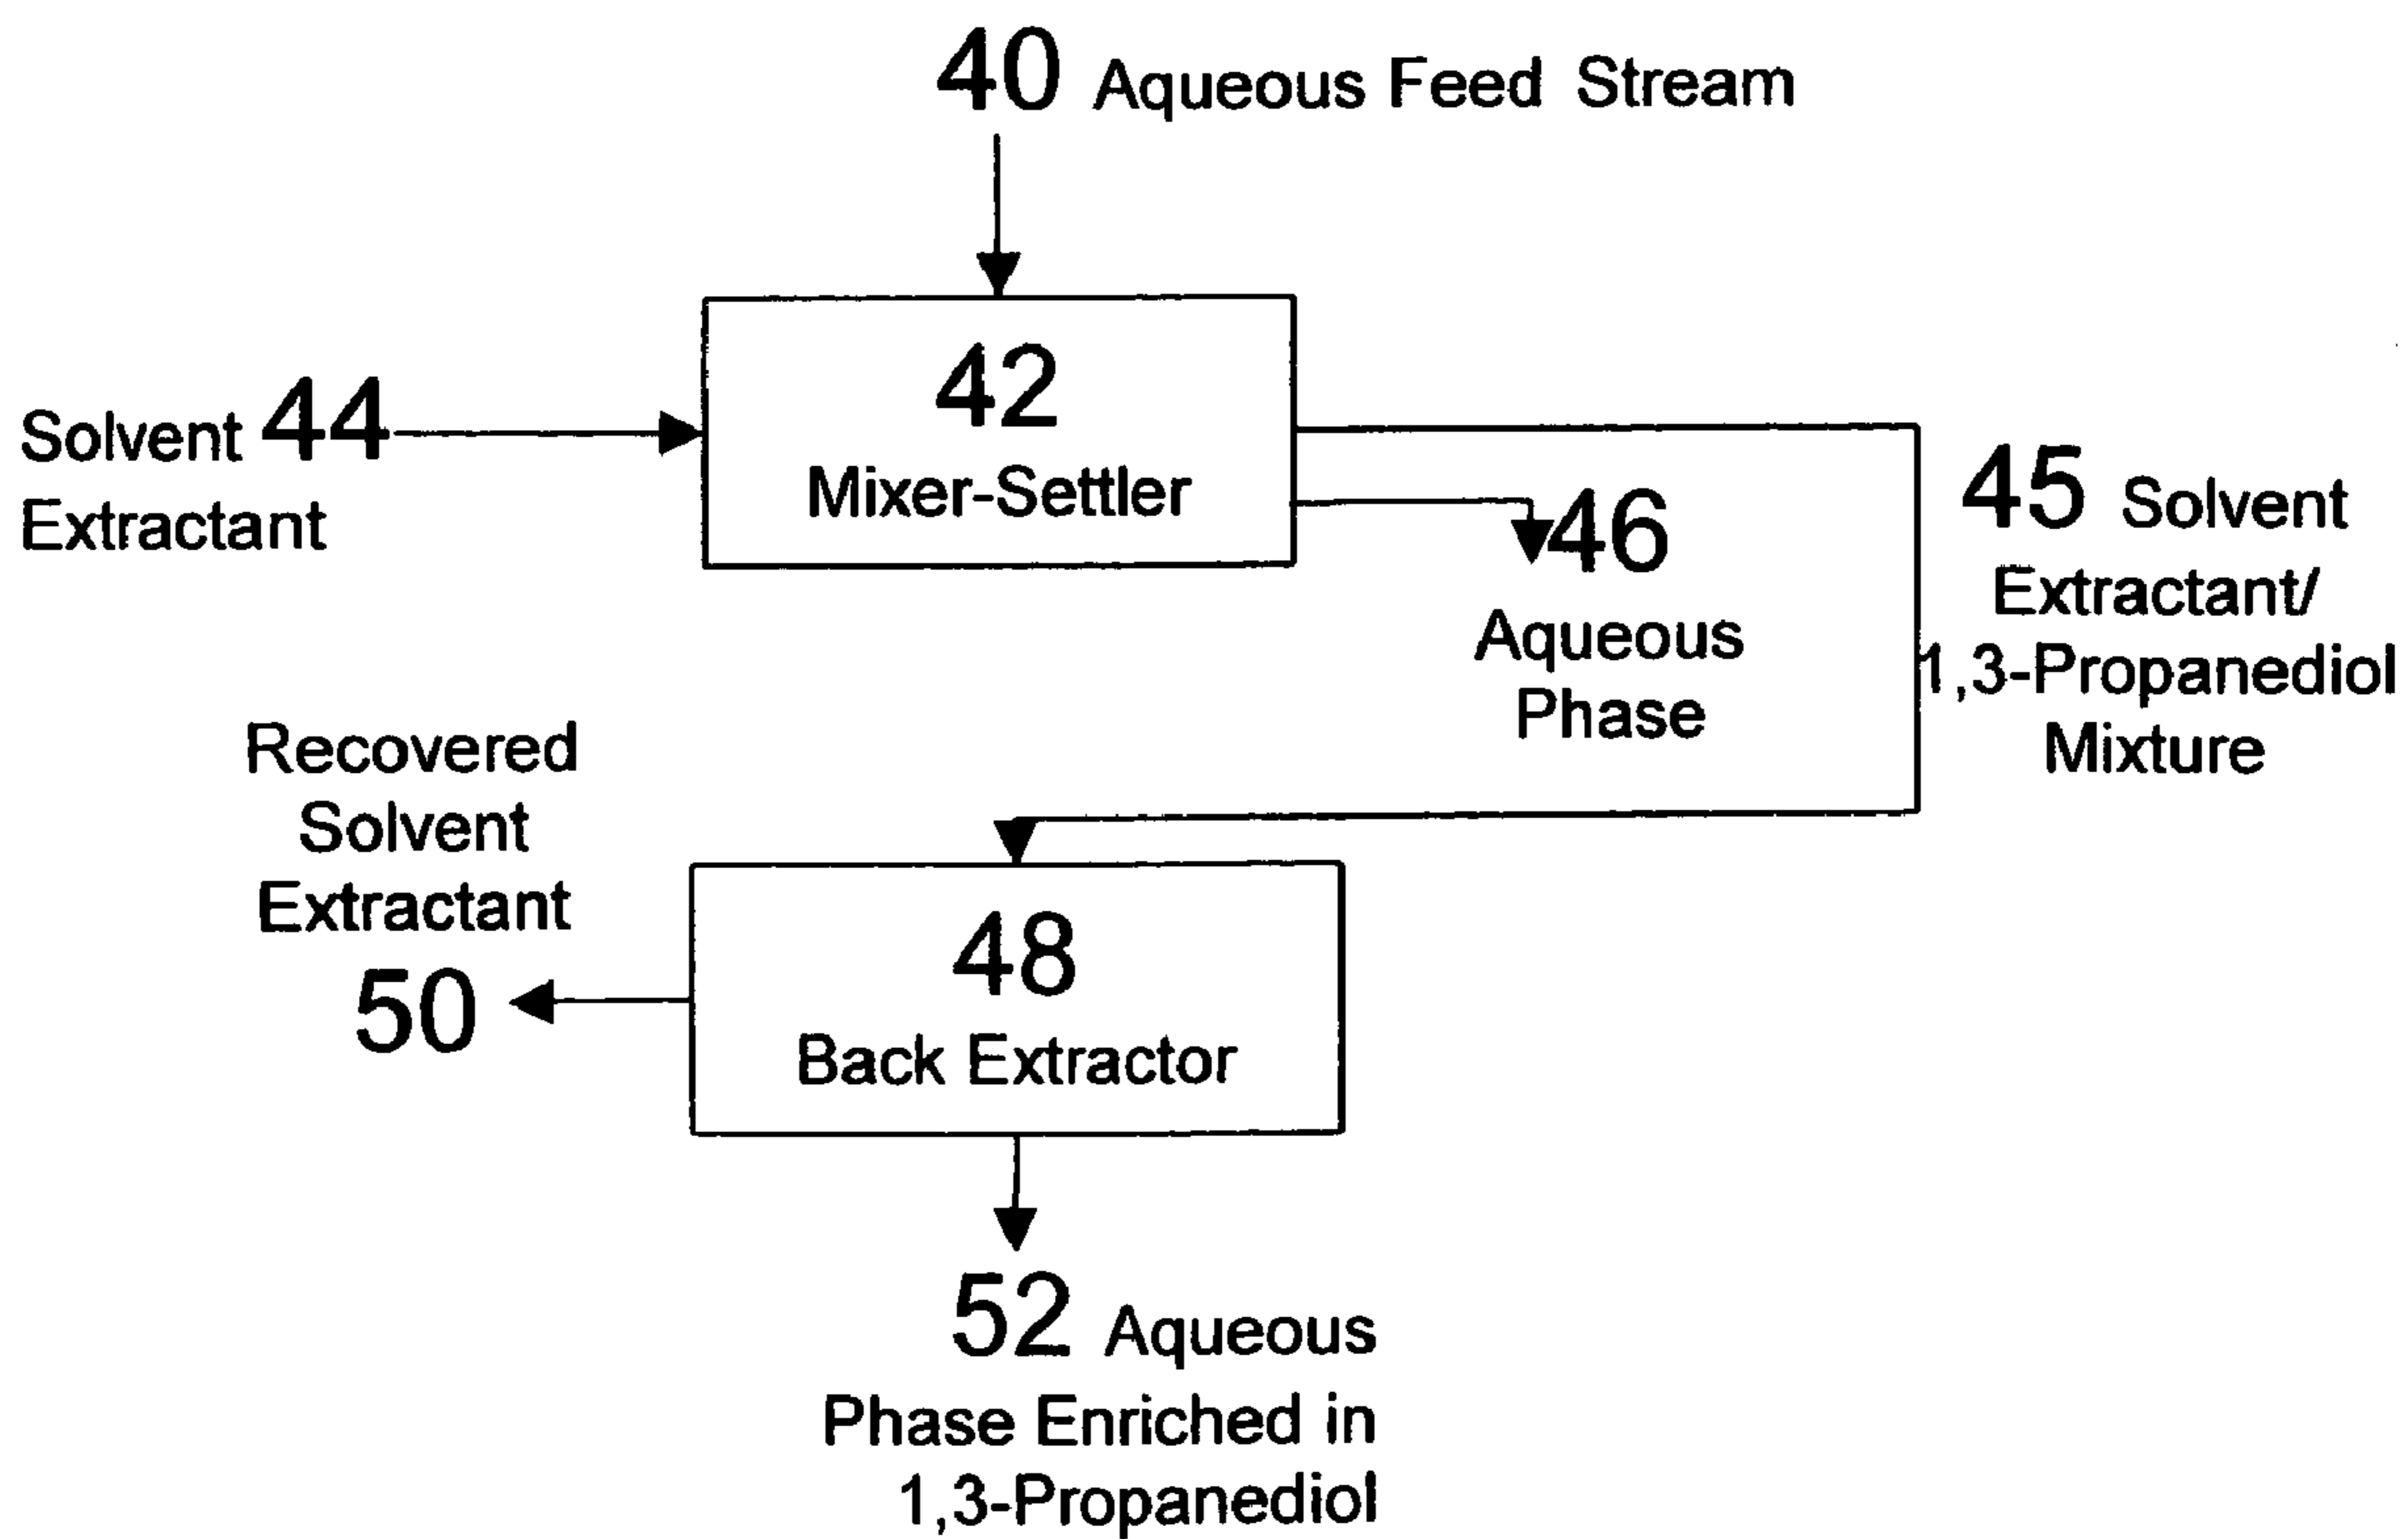 40 Aqueous Feed Stream
42
Mixer-Settler
Solvent 44
Extractant
46
Aqueous
Phase
45 Solvent
Extractant/
1,3-Propanediol
Mixture
Recovered
Solvent
Extractant
50
48
Back Extractor
52 Aqueous
Phase Enriched in
1,3-Propanediol